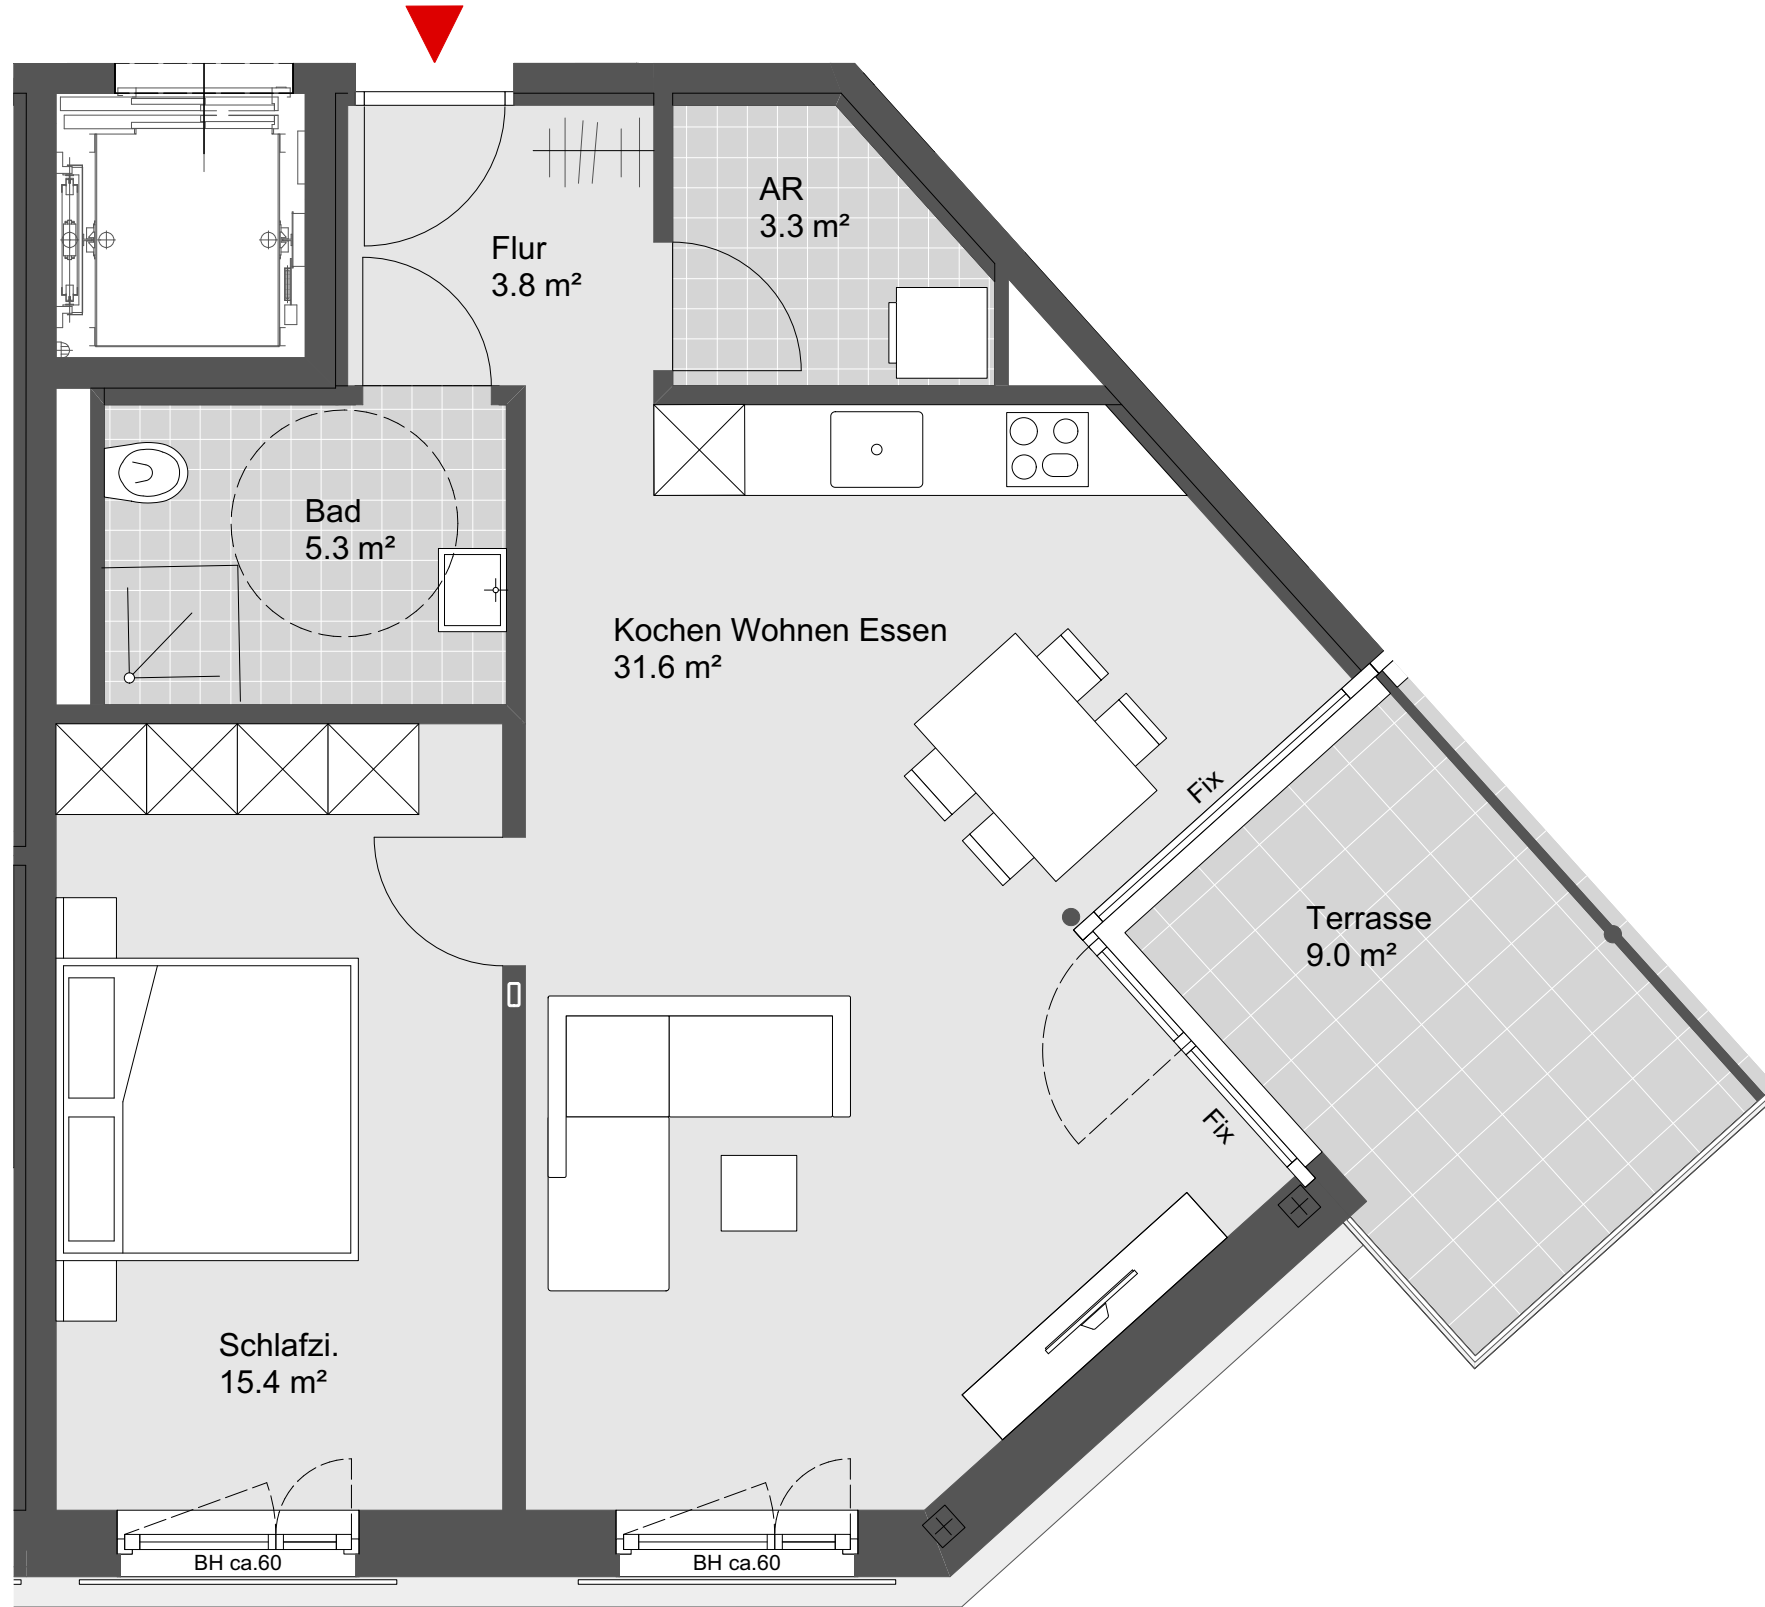 AR
3.3 m²
Flur
3.8 m²
Bad
5.3 m²
Kochen Wohnen Essen
31.6 m²
Fix
Terrasse
9.0 m²
Fix
Schlafzi.
15.4 m²
BH ca.60
BH ca.60